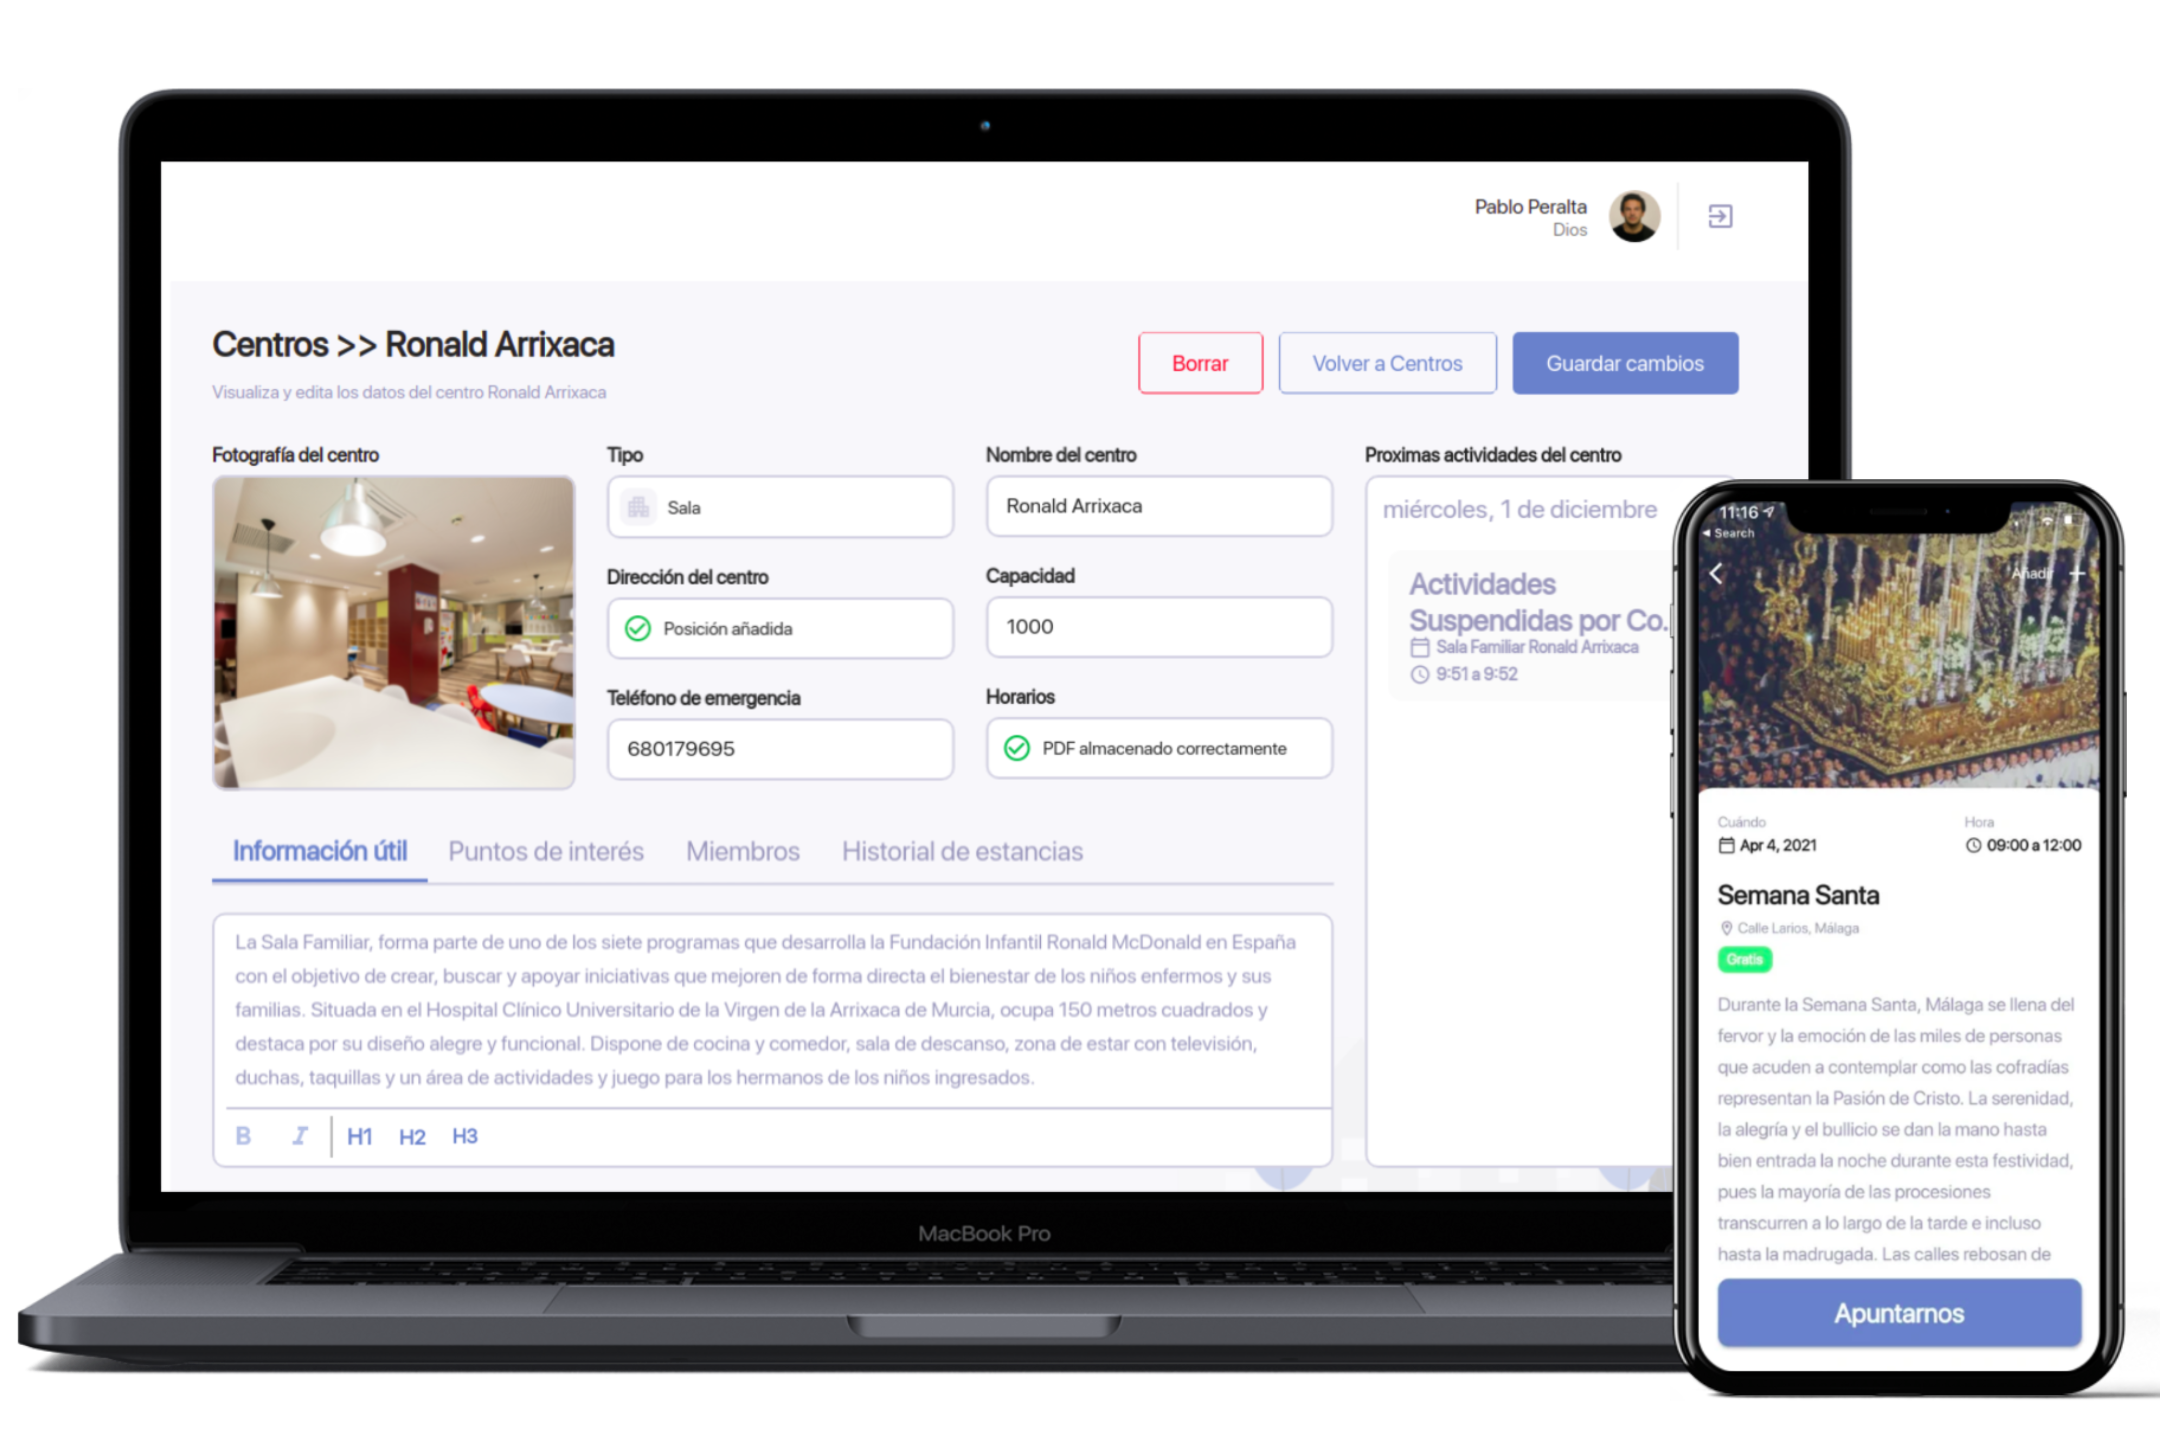 Pablo Peralta
Dios
Centros >> Ronald Arrixaca
Visualiza y edita los datos del centro Ronald Arrixaca
Borrar
Volver a Centros
Guardar cambios
Fotografía del centro
Tipo
Sala
Dirección del centro
Posición añadida
Teléfono de emergencia
680179695
Nombre del centro
Ronald Arrixaca
Capacidad
1000
Horarios
PDF almacenado correctamente
Proximas actividades del centro
miércoles, 1 de diciembre
Actividades
Suspendidas por Co.
Sala Familiar Ronald Arrixaca
9:51 a 9:52
Información útil
Puntos de interés
Miembros
Historial de estancias
La Sala Familiar, forma parte de uno de los siete programas que desarrolla la Fundación Infantil Ronald McDonald en España
con el objetivo de crear, buscar y apoyar iniciativas que mejoren de forma directa el bienestar de los niños enfermos y sus
familias. Situada en el Hospital Clínico Universitario de la Virgen de la Arrixaca de Murcia, ocupa 150 metros cuadrados y
destaca por su diseño alegre y funcional. Dispone de cocina y comedor, sala de descanso, zona de estar con televisión,
duchas, taquillas y un área de actividades y juego para los hermanos de los niños ingresados.
B I H1 H2 H3
MacBook Pro
11:16
Search
Añadir
Cuándo
Apr 4, 2021
Hora
09:00 a 12:00
Semana Santa
Calle Larios, Málaga
Gratis
Durante la Semana Santa, Málaga se llena del
fervor y la emoción de las miles de personas
que acuden a contemplar como las cofradías
representan la Pasión de Cristo. La serenidad,
la alegría y el bullicio se dan la mano hasta
bien entrada la noche durante esta festividad,
pues la mayoría de las procesiones
transcurren a lo largo de la tarde e incluso
hasta la madrugada. Las calles rebosan de
Apuntarnos